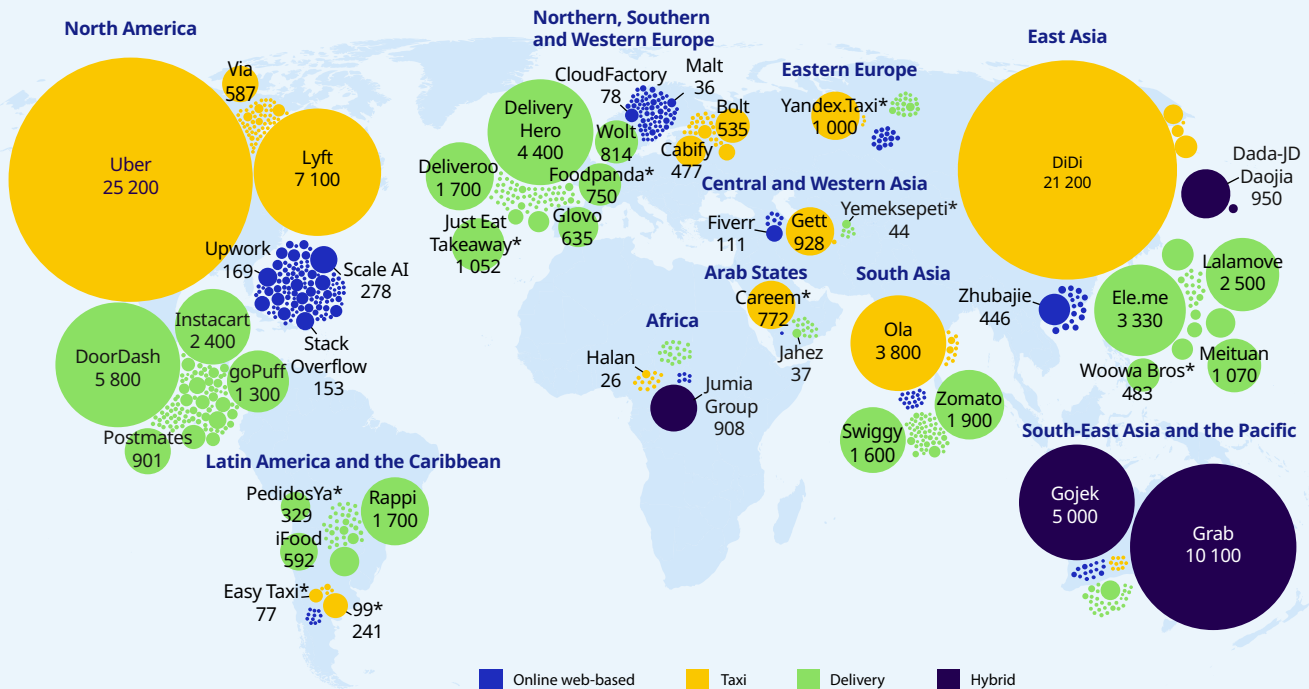 North America
Via
587
Uber
25 200
Lyft
7 100
Upwork
169
Scale AI
278
Stack
Overflow
153
Instacart
2 400
DoorDash
5 800
goPuff
1 300
Postmates
901
Latin America and the Caribbean
PedidosYa*
329
Rappi
1 700
iFood
592
Easy Taxi*
77
99*
241
Northern, Southern
and Western Europe
CloudFactory
78
Malt
36
Delivery
Hero
4 400
Wolt
814
Bolt
535
Cabify
477
Deliveroo
1 700
Foodpanda*
750
Just Eat
Takeaway*
1 052
Glovo
635
Eastern Europe
Yandex.Taxi*
1 000
Central and Western Asia
Fiverr
111
Gett
928
Yemeksepeti*
44
Arab States
Careem*
772
Jahez
37
Africa
Halan
26
Jumia
Group
908
South Asia
Ola
3 800
Zomato
1 900
Swiggy
1 600
East Asia
DiDi
21 200
Dada-JD
Daojia
950
Zhubajie
446
Ele.me
3 330
Lalamove
2 500
Meituan
1 070
Woowa Bros*
483
South-East Asia and the Pacific
Gojek
5 000
Grab
10 100
Online web-based
Taxi
Delivery
Hybrid